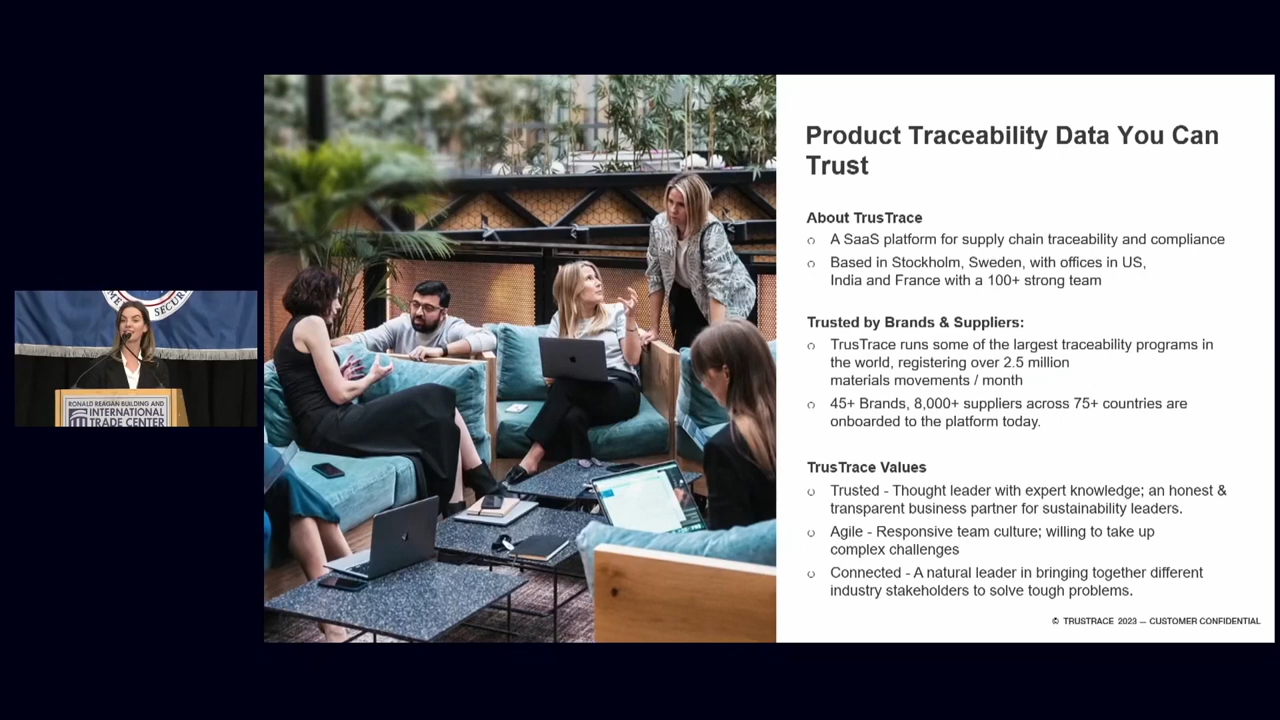 Product Traceability Data You Can
Trust
About TrusTrace
A SaaS platform for supply chain traceability and compliance
Based in Stockholm, Sweden, with offices in US,
India and France with a 100+ strong team
Trusted by Brands & Suppliers:
TrusTrace runs some of the largest traceability programs in
the world, registering over 2.5 million
materials movements / month
45+ Brands, 8,000+ suppliers across 75+ countries are
onboarded to the platform today.
TrusTrace Values
Trusted - Thought leader with expert knowledge; an honest &
transparent business partner for sustainability leaders.
Agile - Responsive team culture; willing to take up
complex challenges
Connected - A natural leader in bringing together different
industry stakeholders to solve tough problems.
© TRUSTRACE 2023 — CUSTOMER CONFIDENTIAL
RONALD REAGAN BUILDING AND
INTERNATIONAL
TRADE CENTER